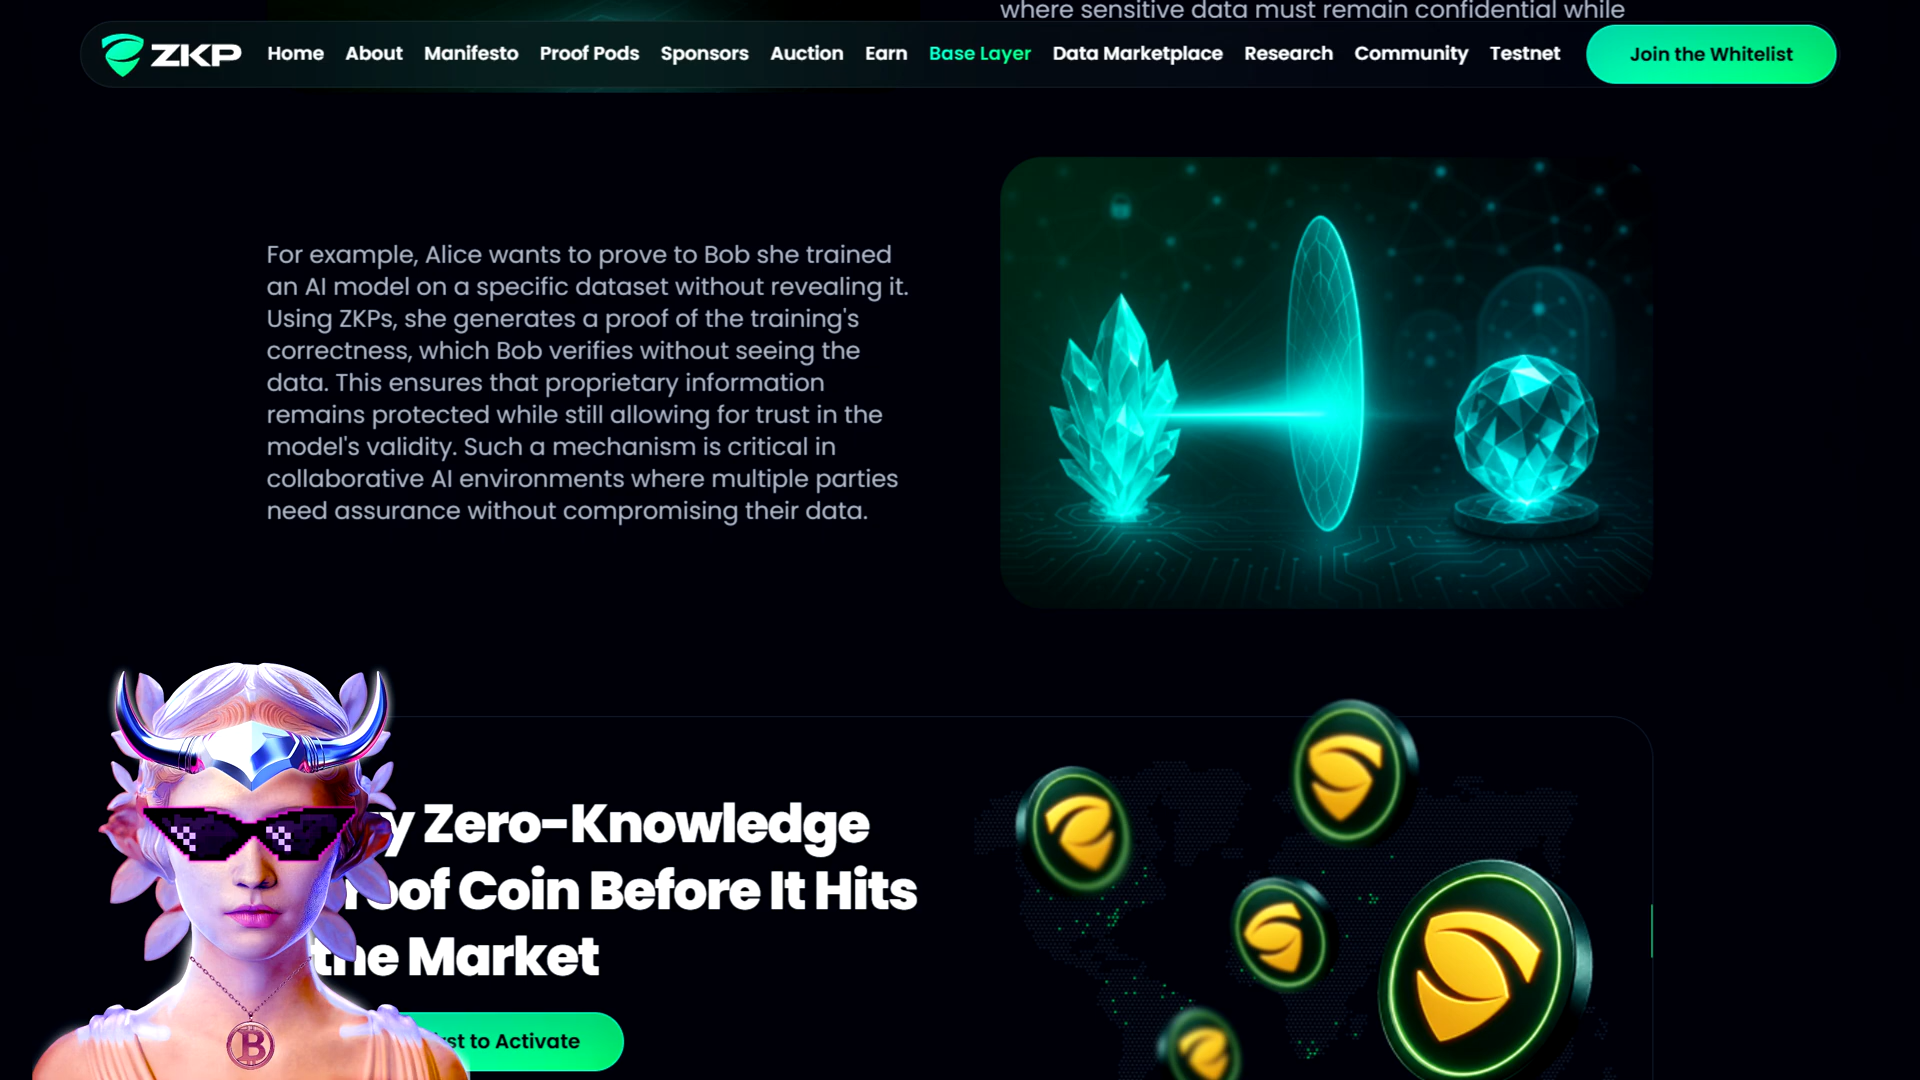 where sensitive data must remain confidential while
ZKP Home About Manifesto Proof Pods Sponsors Auction Earn Base Layer Data Marketplace Research Community Testnet Join the Whitelist
For example, Alice wants to prove to Bob she trained
an AI model on a specific dataset without revealing it.
Using ZKPs, she generates a proof of the training's
correctness, which Bob verifies without seeing the
data. This ensures that proprietary information
remains protected while still allowing for trust in the
model's validity. Such a mechanism is critical in
collaborative AI environments where multiple parties
need assurance without compromising their data.
Zero-Knowledge
Coin Before It Hits
the Market
to Activate
B